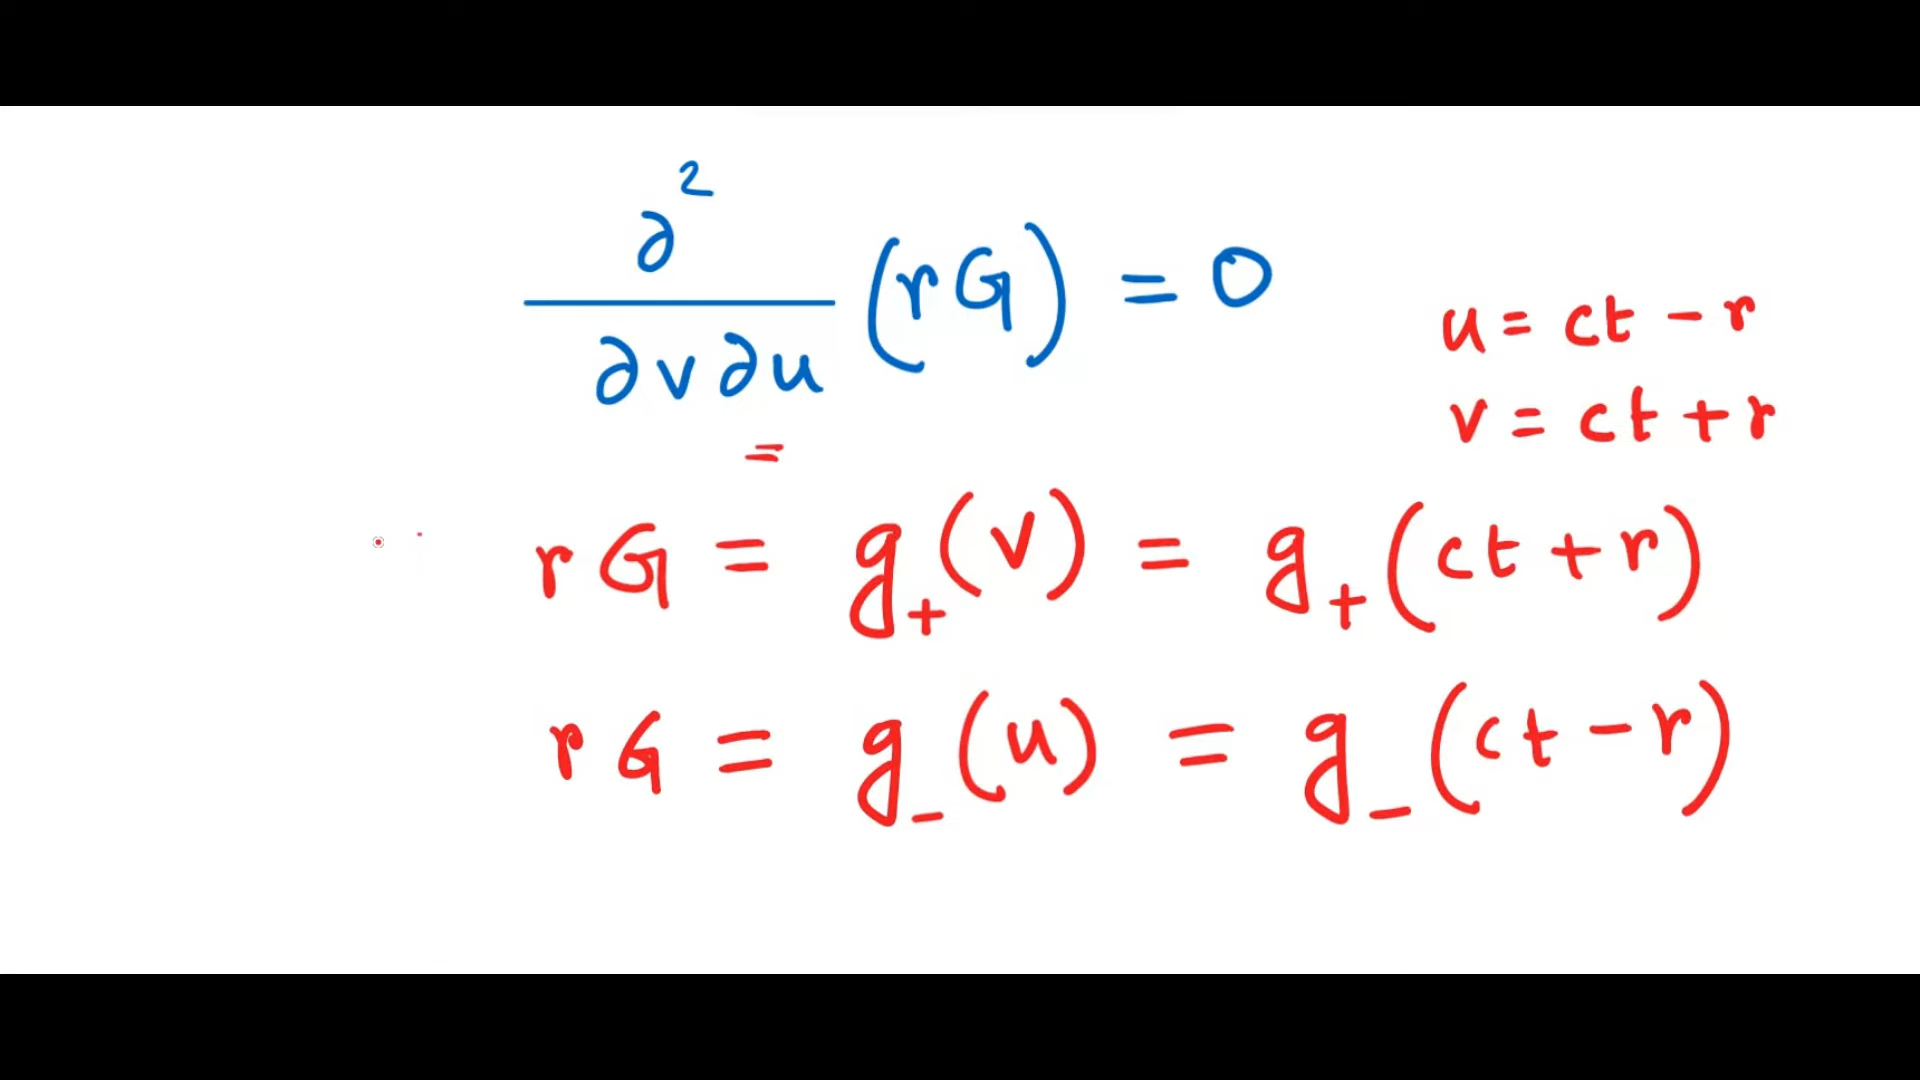 ∂²/∂v∂u (rG) = 0
u = ct - r
v = ct + r
=
rG = g₊(v) = g₊(ct + r)
rG = g₋(u) = g₋(ct - r)